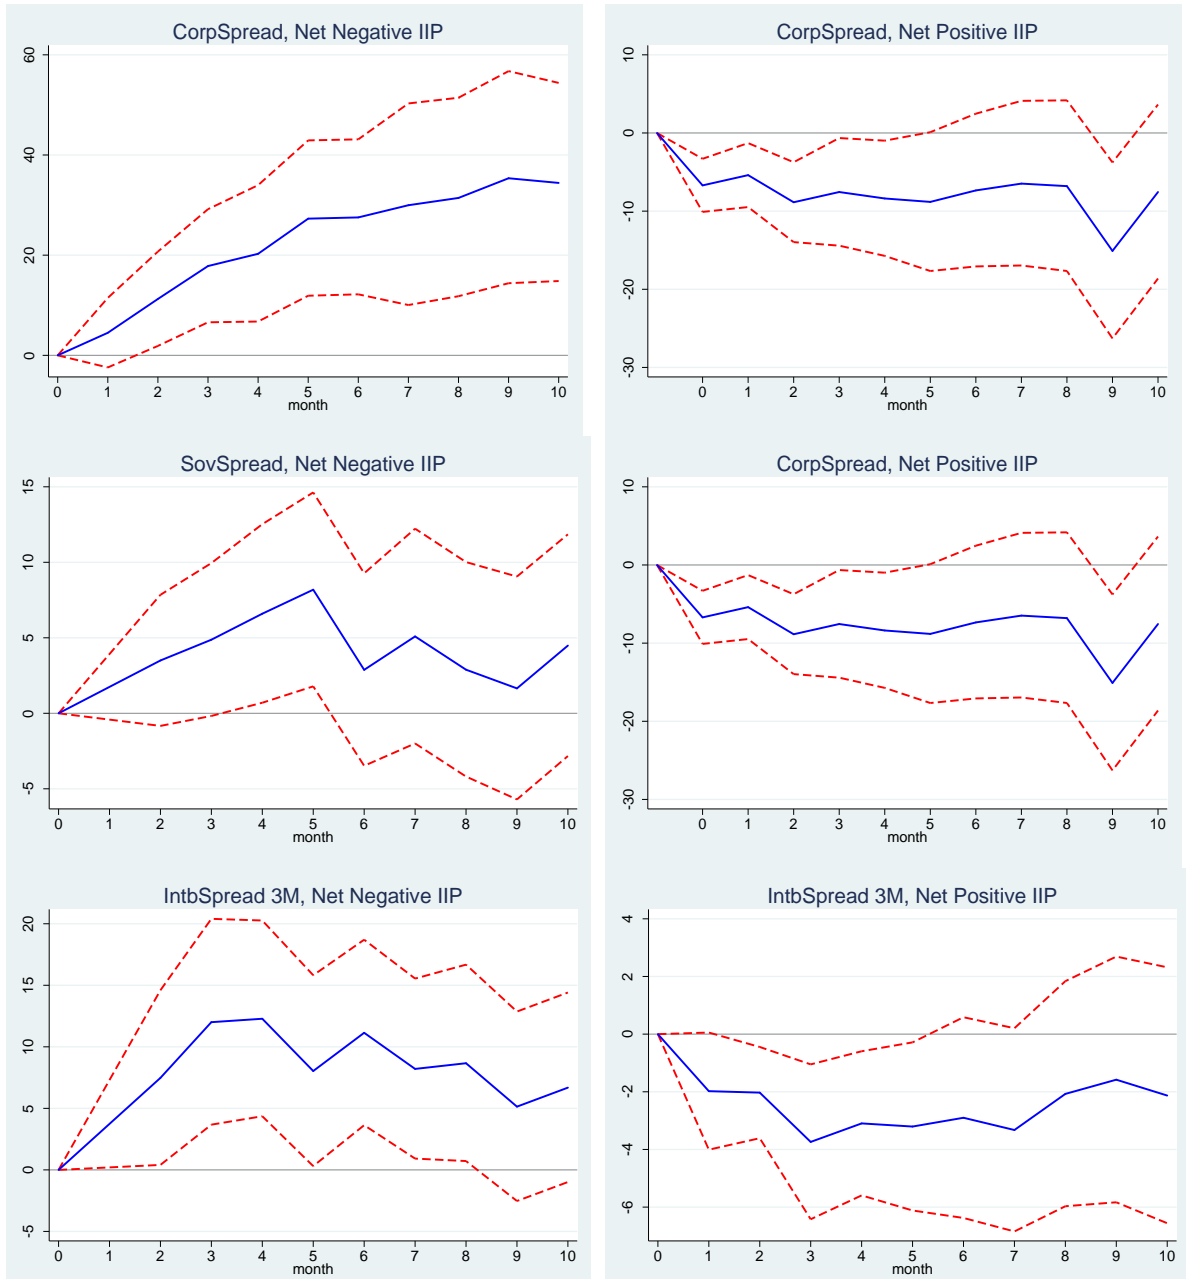 CorpSpread, Net Negative IIP
60
40
20
0
0 1 2 3 4 5 6 7 8 9 10
month
CorpSpread, Net Positive IIP
10
0
-10
-20
-30
0 1 2 3 4 5 6 7 8 9 10
month
SovSpread, Net Negative IIP
15
10
5
0
-5
0 1 2 3 4 5 6 7 8 9 10
month
CorpSpread, Net Positive IIP
10
0
-10
-20
-30
0 1 2 3 4 5 6 7 8 9 10
month
IntbSpread 3M, Net Negative IIP
20
15
10
5
0
-5
0 1 2 3 4 5 6 7 8 9 10
month
IntbSpread 3M, Net Positive IIP
4
2
0
-2
-4
-6
0 1 2 3 4 5 6 7 8 9 10
month